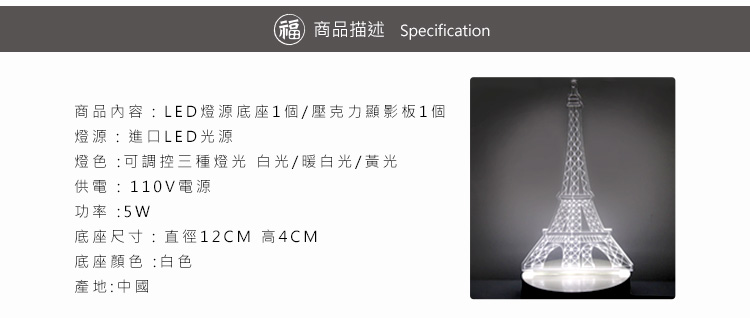 福 商品描述 Specification
商品內容：LED燈源底座1個/壓克力顯影板1個
燈源：進口LED光源
燈色 :可調控三種燈光 白光/暖白光/黃光
供電：110V電源
功率 :5W
底座尺寸：直徑12CM 高4CM
底座顏色 :白色
產地:中國